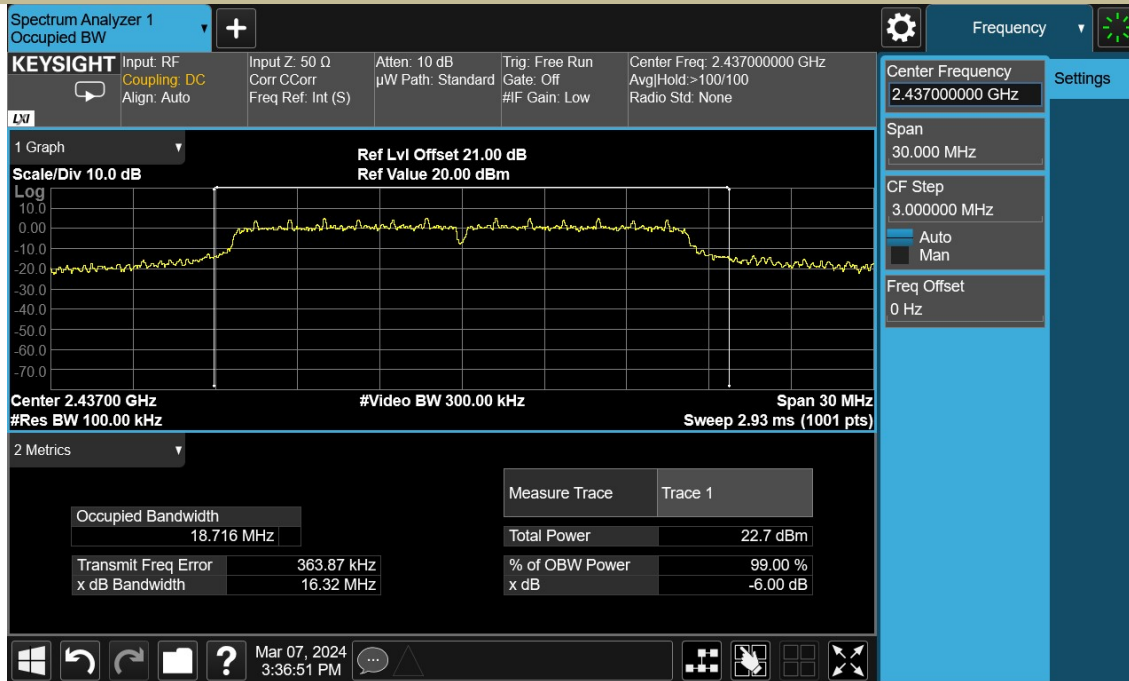 Spectrum Analyzer 1
Occupied BW
Frequency
KEYSIGHT
LXI
Input: RF
Coupling: DC
Align: Auto
Input Z: 50 Ω
Corr CCorr
Freq Ref: Int (S)
Atten: 10 dB
µW Path: Standard
Trig: Free Run
Gate: Off
#IF Gain: Low
Center Freq: 2.437000000 GHz
Avg|Hold:>100/100
Radio Std: None
Center Frequency
2.437000000 GHz
Settings
Span
30.000 MHz
CF Step
3.000000 MHz
Auto
Man
Freq Offset
0 Hz
1 Graph
Scale/Div 10.0 dB
Ref Lvl Offset 21.00 dB
Ref Value 20.00 dBm
Log
10.0
0.00
-10.0
-20.0
-30.0
-40.0
-50.0
-60.0
-70.0
Center 2.43700 GHz
#Video BW 300.00 kHz
Span 30 MHz
#Res BW 100.00 kHz
Sweep 2.93 ms (1001 pts)
2 Metrics
Measure Trace
Trace 1
Occupied Bandwidth
18.716 MHz
Total Power
22.7 dBm
Transmit Freq Error
363.87 kHz
% of OBW Power
99.00 %
x dB Bandwidth
16.32 MHz
x dB
-6.00 dB
?
Mar 07, 2024
3:36:51 PM